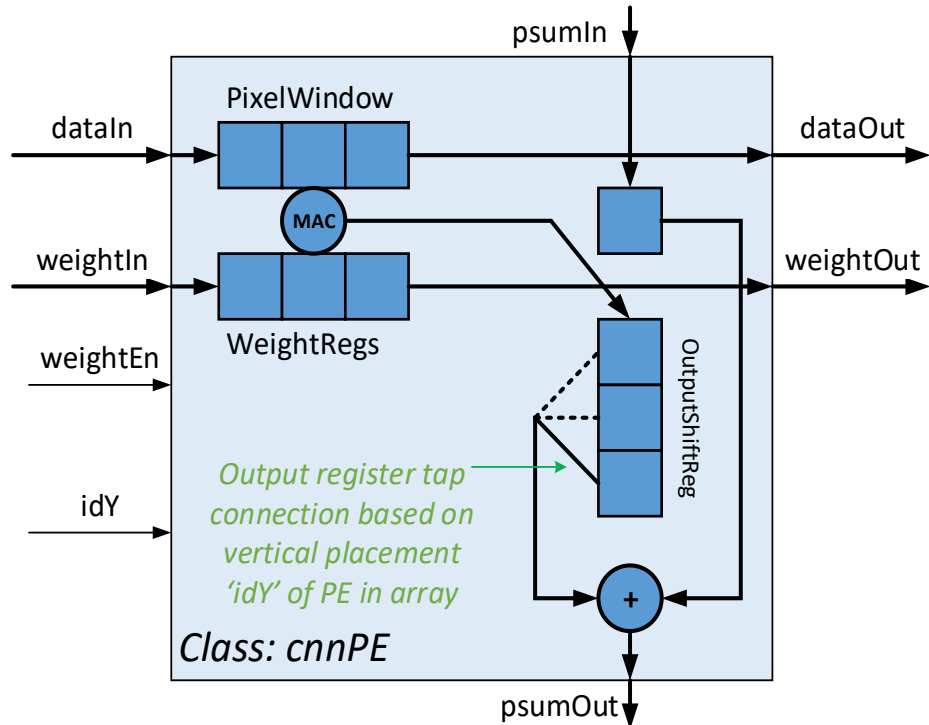 psumIn
PixelWindow
dataIn
dataOut
MAC
weightIn
weightOut
WeightRegs
weightEn
OutputShiftReg
Output register tap
connection based on
vertical placement
‘idY’ of PE in array
idY
+
Class: cnnPE
psumOut